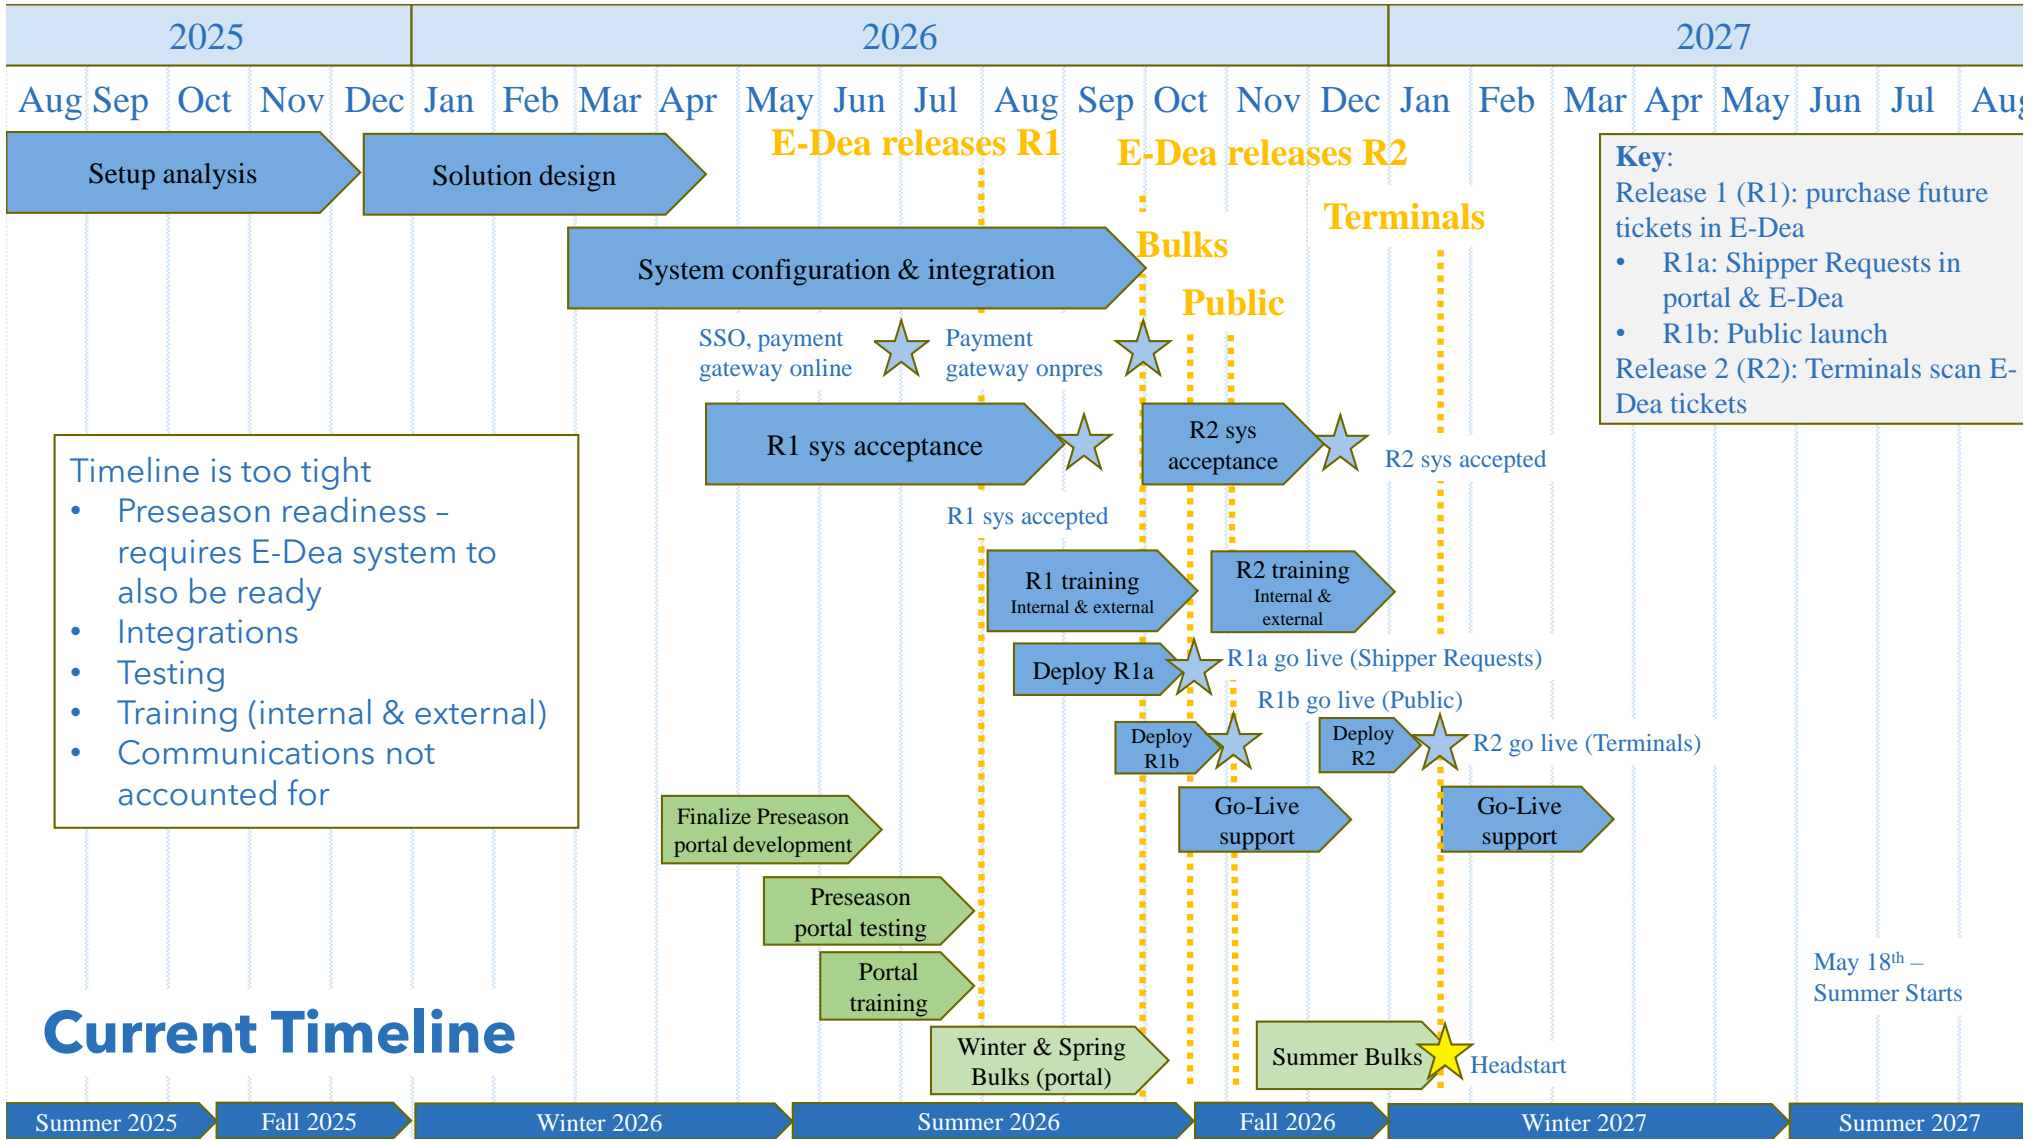 2025 2026 2027
Aug Sep Oct Nov Dec Jan Feb Mar Apr May Jun Jul Aug Sep Oct Nov Dec Jan Feb Mar Apr May Jun Jul Aug
Setup analysis
Solution design
E-Dea releases R1
E-Dea releases R2
Terminals
Bulks
Public
Key:
Release 1 (R1): purchase future
tickets in E-Dea
• R1a: Shipper Requests in
portal & E-Dea
• R1b: Public launch
Release 2 (R2): Terminals scan E-
Dea tickets
System configuration & integration
SSO, payment
gateway online
Payment
gateway onpres
R1 sys acceptance
R2 sys
acceptance
R2 sys accepted
R1 sys accepted
Timeline is too tight
• Preseason readiness –
requires E-Dea system to
also be ready
• Integrations
• Testing
• Training (internal & external)
• Communications not
accounted for
R1 training
Internal & external
R2 training
Internal &
external
Deploy R1a
R1a go live (Shipper Requests)
R1b go live (Public)
Deploy
R1b
Deploy
R2
R2 go live (Terminals)
Go-Live
support
Go-Live
support
Finalize Preseason
portal development
Preseason
portal testing
Portal
training
May 18th –
Summer Starts
Current Timeline
Winter & Spring
Bulks (portal)
Summer Bulks
Headstart
Summer 2025 Fall 2025 Winter 2026 Summer 2026 Fall 2026 Winter 2027 Summer 2027